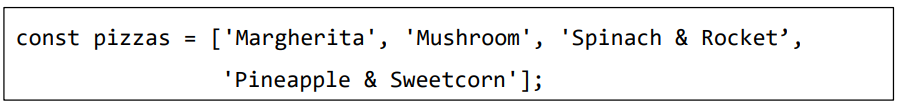 const pizzas = ['Margherita', 'Mushroom', 'Spinach & Rocket’,
'Pineapple & Sweetcorn'];